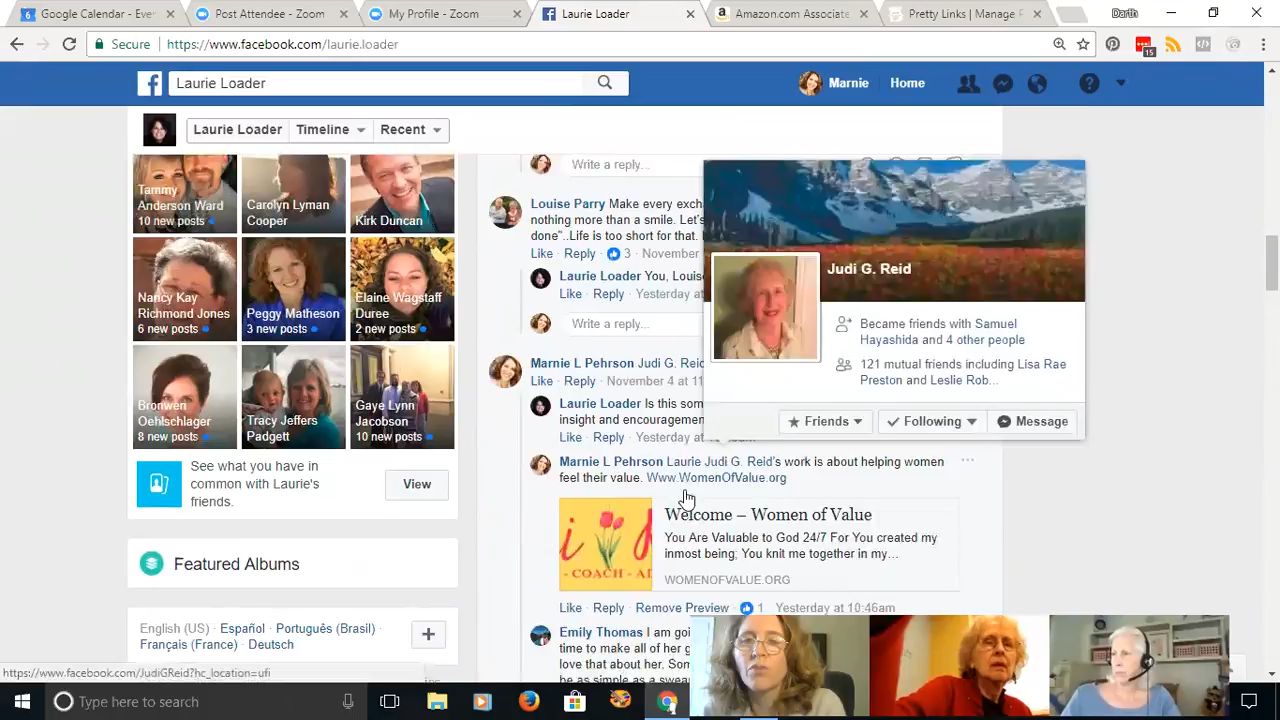 Google Calendar - Ever
Post Attendee - Zoom
My Profile - Zoom
Laurie Loader
Amazon.com Associate
Pretty Links | Manage P
Darth
Secure
https://www.facebook.com/laurie.loader
15
Laurie Loader
Marnie
Home
Laurie Loader
Timeline
Recent
Tammy
Anderson Ward
10 new posts
Carolyn Lyman
Cooper
Kirk Duncan
Nancy Kay
Richmond Jones
6 new posts
Peggy Matheson
3 new posts
Elaine Wagstaff
Duree
2 new posts
Bronwen
Oehlschlager
8 new posts
Tracy Jeffers
Padgett
Gaye Lynn
Jacobson
10 new posts
See what you have in
common with Laurie's
friends.
View
Featured Albums
English (US) · Español · Português (Brasil) ·
Français (France) · Deutsch
https://www.facebook.com/JudiGReid?hc_location=ufi
Write a reply...
Louise Parry Make every exch
nothing more than a smile. Let's
done"..Life is too short for that.
Like · Reply · 3 · November
Laurie Loader You, Louis
Like · Reply · Yesterday at
Write a reply...
Marnie L Pehrson Judi G. Reid
Like · Reply · November 4 at 11
Laurie Loader Is this som
insight and encouragemen
Like · Reply · Yesterday at
Marnie L Pehrson Laurie Judi G. Reid's work is about helping women
feel their value. Www.WomenOfValue.org
- COACH - AD
Welcome – Women of Value
You Are Valuable to God 24/7 For You created my
inmost being; You knit me together in my…
WOMENOFVALUE.ORG
Like · Reply · Remove Preview · 1 · Yesterday at 10:46am
Emily Thomas I am goi
time to make all of her g
love that about her. Som
be as simple as a swea
Judi G. Reid
Became friends with Samuel
Hayashida and 4 other people
121 mutual friends including Lisa Rae
Preston and Leslie Rob...
Friends
Following
Message
Type here to search